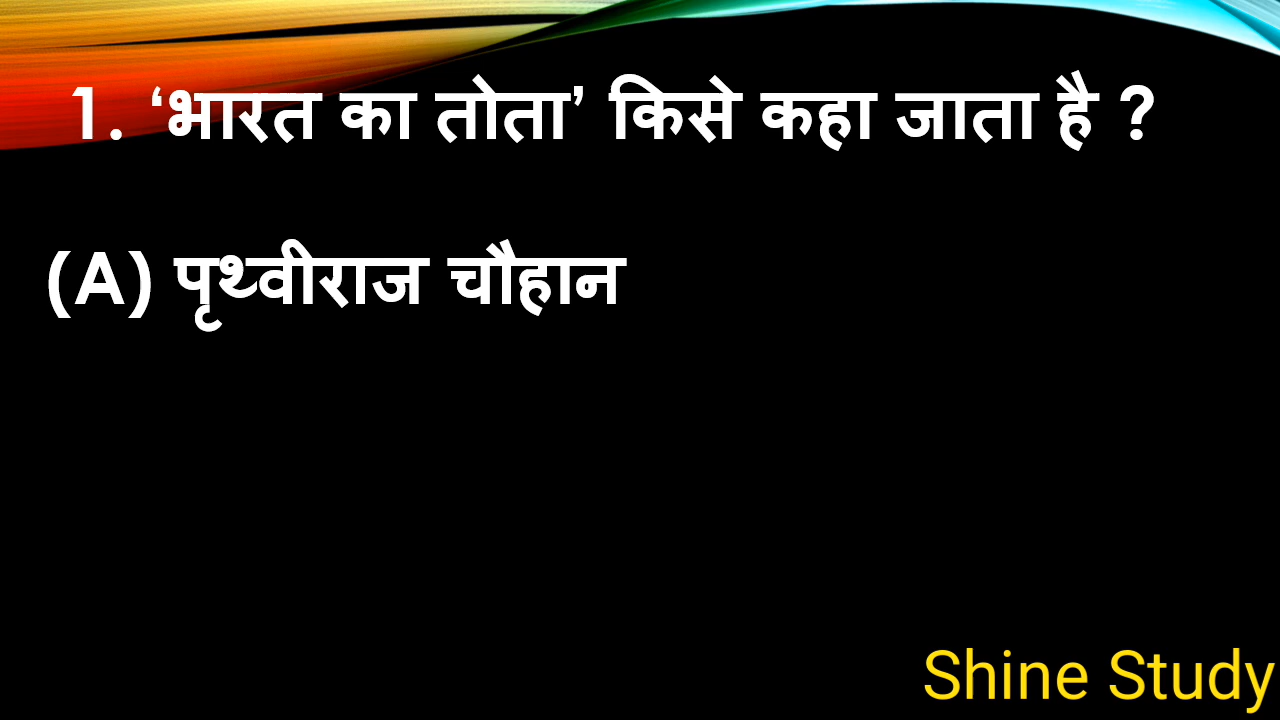 1. ‘भारत का तोता’ किसे कहा जाता है ?
(A) पृथ्वीराज चौहान
Shine Study